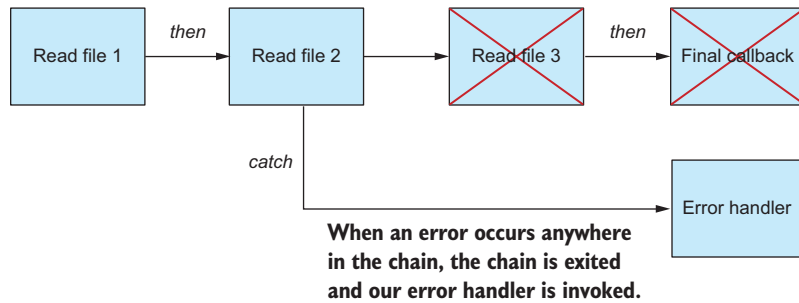 Read file 1
then
Read file 2
Read file 3
then
Final callback
catch
Error handler
When an error occurs anywhere
in the chain, the chain is exited
and our error handler is invoked.